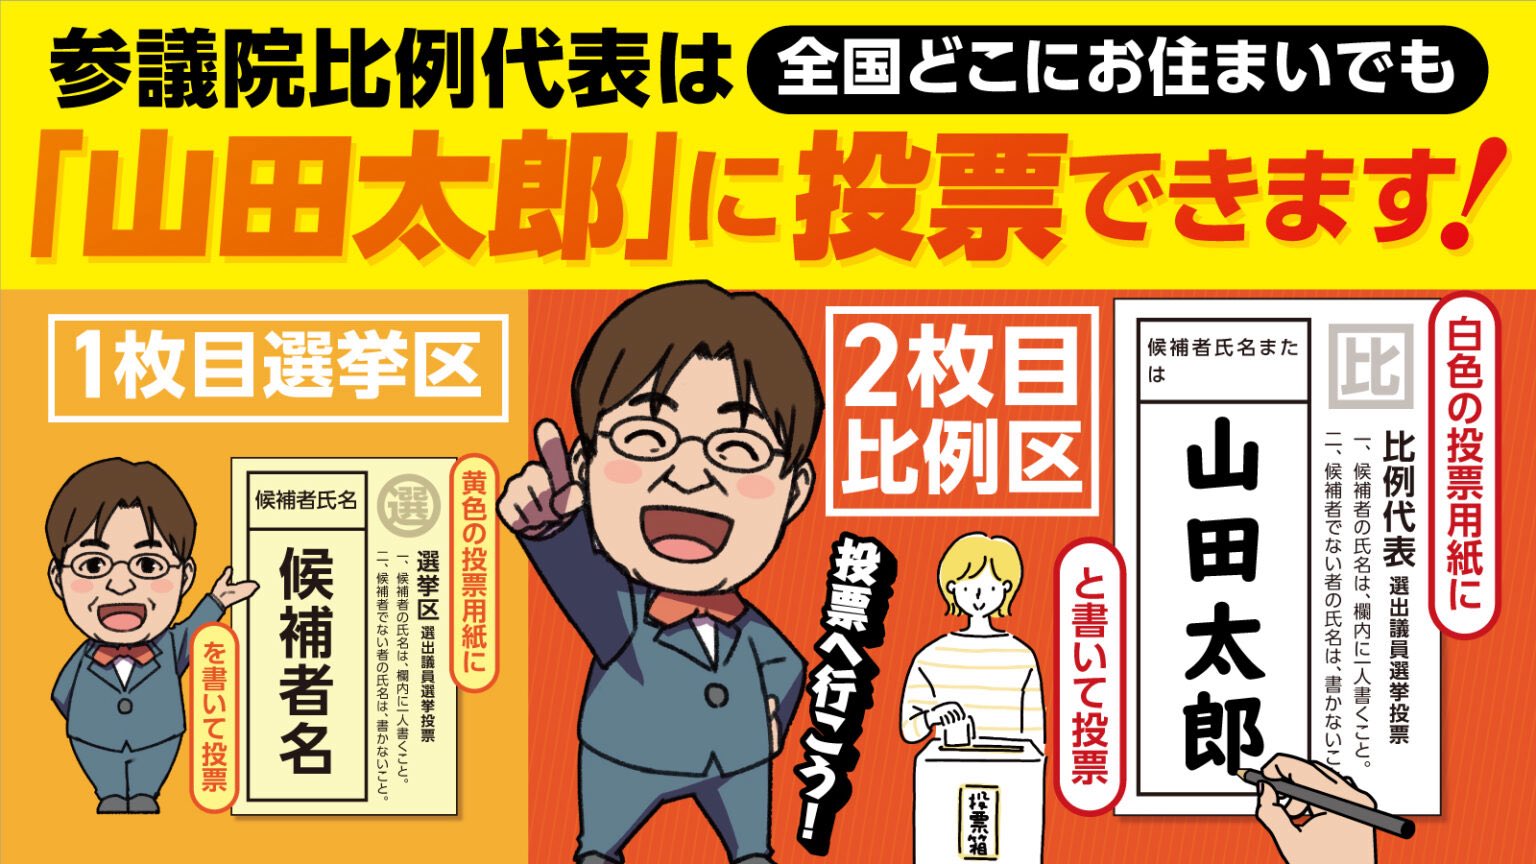 参議院比例代表は
全国どこにお住まいでも
「山田太郎」に投票できます!
1枚目選挙区
黄色の投票用紙に
選
選挙区 選出議員選挙投票
一、候補者の氏名は、欄内に一人書くこと。
二、候補者でない者の氏名は、書かないこと。
候補者氏名
候補者名
を書いて投票
2枚目
比例区
投票へ行こう!
投票箱
白色の投票用紙に
比
比例代表 選出議員選挙投票
一、候補者の氏名は、欄内に一人書くこと。
二、候補者でない者の氏名は、書かないこ
候補者氏名また
は
山田太郎
と書いて投票